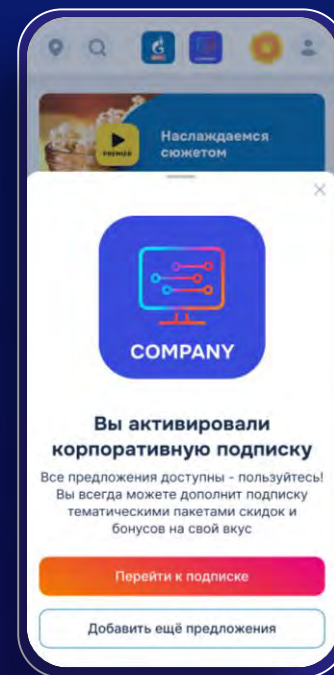 Наслаждаемся
сюжетом
PREMIER
COMPANY
Вы активировали
корпоративную подписку
Все предложения доступны - пользуйтесь!
Вы всегда можете дополнит подписку
тематическими пакетами скидок и
бонусов на свой вкус
Перейти к подписке
Добавить ещё предложения